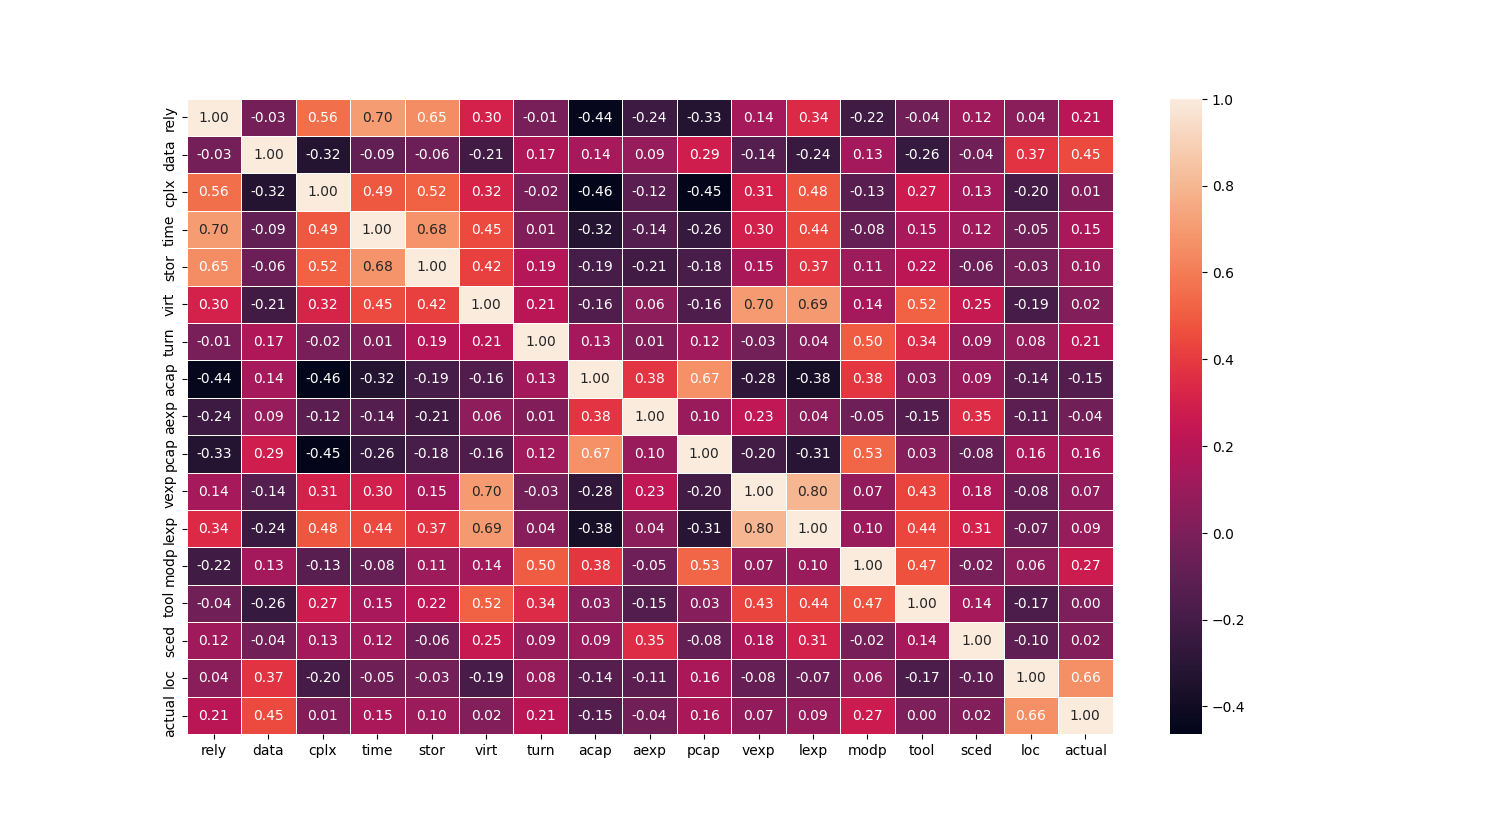 rely 1.00 -0.03 0.56 0.70 0.65 0.30 -0.01 -0.44 -0.24 -0.33 0.14 0.34 -0.22 -0.04 0.12 0.04 0.21
data -0.03 1.00 -0.32 -0.09 -0.06 -0.21 0.17 0.14 0.09 0.29 -0.14 -0.24 0.13 -0.26 -0.04 0.37 0.45
cplx 0.56 -0.32 1.00 0.49 0.52 0.32 -0.02 -0.46 -0.12 -0.45 0.31 0.48 -0.13 0.27 0.13 -0.20 0.01
time 0.70 -0.09 0.49 1.00 0.68 0.45 0.01 -0.32 -0.14 -0.26 0.30 0.44 -0.08 0.15 0.12 -0.05 0.15
stor 0.65 -0.06 0.52 0.68 1.00 0.42 0.19 -0.19 -0.21 -0.18 0.15 0.37 0.11 0.22 -0.06 -0.03 0.10
virt 0.30 -0.21 0.32 0.45 0.42 1.00 0.21 -0.16 0.06 -0.16 0.70 0.69 0.14 0.52 0.25 -0.19 0.02
turn -0.01 0.17 -0.02 0.01 0.19 0.21 1.00 0.13 0.01 0.12 -0.03 0.04 0.50 0.34 0.09 0.08 0.21
acap -0.44 0.14 -0.46 -0.32 -0.19 -0.16 0.13 1.00 0.38 0.67 -0.28 -0.38 0.38 0.03 0.09 -0.14 -0.15
aexp -0.24 0.09 -0.12 -0.14 -0.21 0.06 0.01 0.38 1.00 0.10 0.23 0.04 -0.05 -0.15 0.35 -0.11 -0.04
pcap -0.33 0.29 -0.45 -0.26 -0.18 -0.16 0.12 0.67 0.10 1.00 -0.20 -0.31 0.53 0.03 -0.08 0.16 0.16
vexp 0.14 -0.14 0.31 0.30 0.15 0.70 -0.03 -0.28 0.23 -0.20 1.00 0.80 0.07 0.43 0.18 -0.08 0.07
lexp 0.34 -0.24 0.48 0.44 0.37 0.69 0.04 -0.38 0.04 -0.31 0.80 1.00 0.10 0.44 0.31 -0.07 0.09
modp -0.22 0.13 -0.13 -0.08 0.11 0.14 0.50 0.38 -0.05 0.53 0.07 0.10 1.00 0.47 -0.02 0.06 0.27
tool -0.04 -0.26 0.27 0.15 0.22 0.52 0.34 0.03 -0.15 0.03 0.43 0.44 0.47 1.00 0.14 -0.17 0.00
sced 0.12 -0.04 0.13 0.12 -0.06 0.25 0.09 0.09 0.35 -0.08 0.18 0.31 -0.02 0.14 1.00 -0.10 0.02
loc 0.04 0.37 -0.20 -0.05 -0.03 -0.19 0.08 -0.14 -0.11 0.16 -0.08 -0.07 0.06 -0.17 -0.10 1.00 0.66
actual 0.21 0.45 0.01 0.15 0.10 0.02 0.21 -0.15 -0.04 0.16 0.07 0.09 0.27 0.00 0.02 0.66 1.00
rely data cplx time stor virt turn acap aexp pcap vexp lexp modp tool sced loc actual
1.0
0.8
0.6
0.4
0.2
0.0
−0.2
−0.4